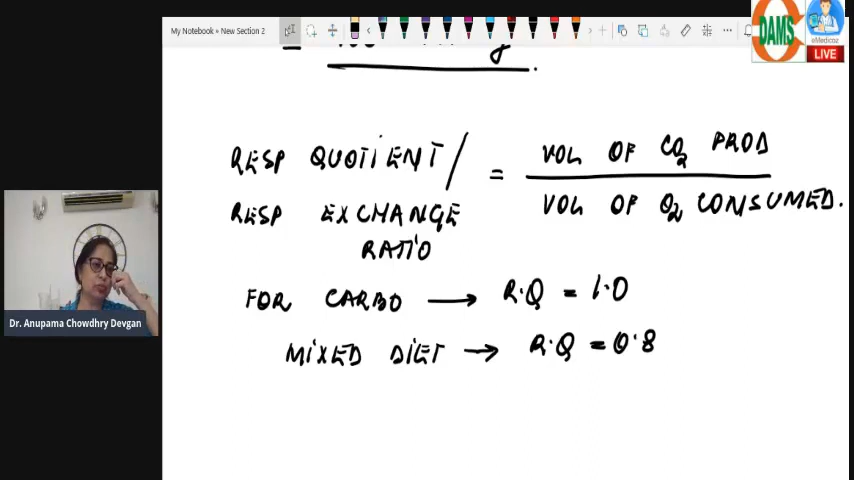 My Notebook » New Section 2
DAMS
eMedicoz
LIVE
RESP QUOTIENT / = VOL OF CO2 PROD
RESP EXCHANGE VOL OF O2 CONSUMED.
RATIO
FOR CARBO → R.Q = 1.0
MIXED DIET → R.Q = 0.8
Dr. Anupama Chowdhry Devgan